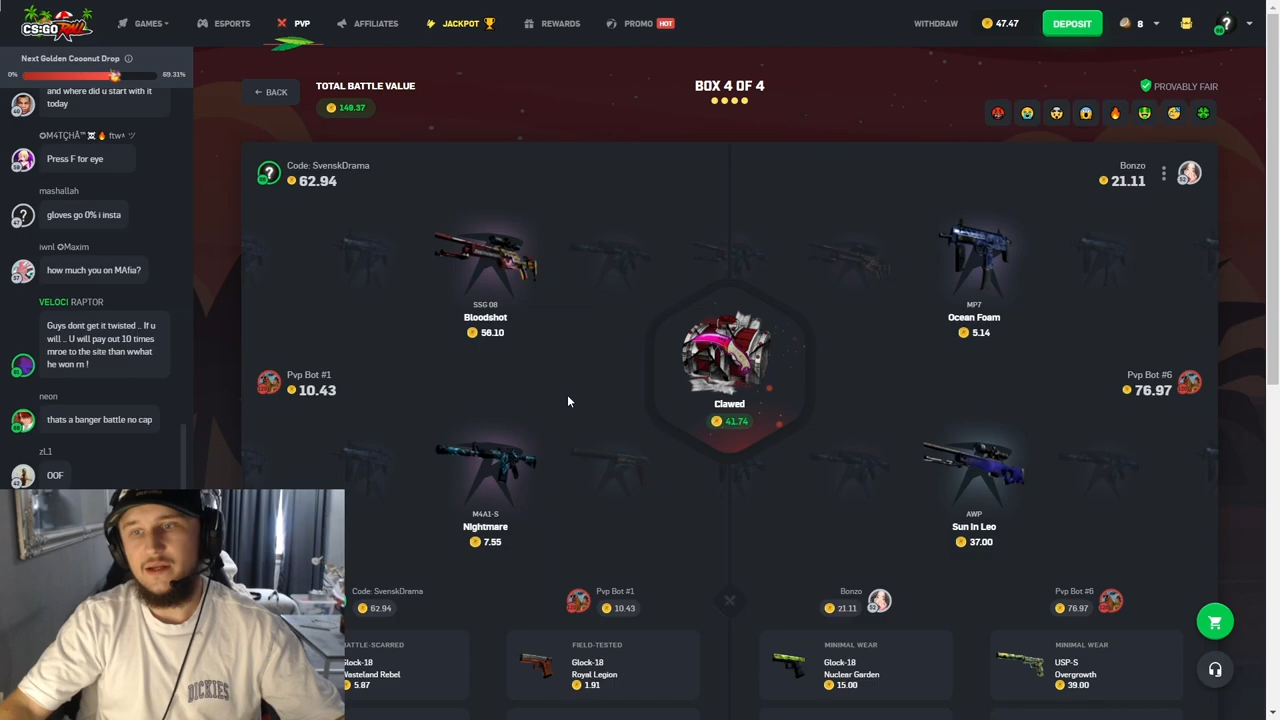 CS:GO ROLL
GAMES
ESPORTS
PVP
AFFILIATES
JACKPOT
REWARDS
PROMO HOT
WITHDRAW
47.47
DEPOSIT
8
Next Golden Coconut Drop
0%
69.31%
and where did u start with it
today
Press F for eye
mashallah
gloves go 0% i insta
iwnl ✪Maxim
how much you on MAfia?
VELOCI RAPTOR
Guys dont get it twisted .. If u
will .. U will pay out 10 times
mroe to the site than wwhat
he won rn !
neon
thats a banger battle no cap
zL1
OOF
← BACK
TOTAL BATTLE VALUE
149.37
BOX 4 OF 4
PROVABLY FAIR
Code: SvenskDrama
62.94
Bonzo
21.11
SSG 08
Bloodshot
56.10
MP7
Ocean Foam
5.14
Clawed
41.74
Pvp Bot #1
10.43
Pvp Bot #6
76.97
M4A1-S
Nightmare
7.55
AWP
Sun in Leo
37.00
Code: SvenskDrama
62.94
Pvp Bot #1
10.43
Bonzo
21.11
Pvp Bot #6
76.97
BATTLE-SCARRED
Glock-18
Wasteland Rebel
5.87
FIELD-TESTED
Glock-18
Royal Legion
1.91
MINIMAL WEAR
Glock-18
Nuclear Garden
15.00
MINIMAL WEAR
USP-S
Overgrowth
39.00
DICKIES